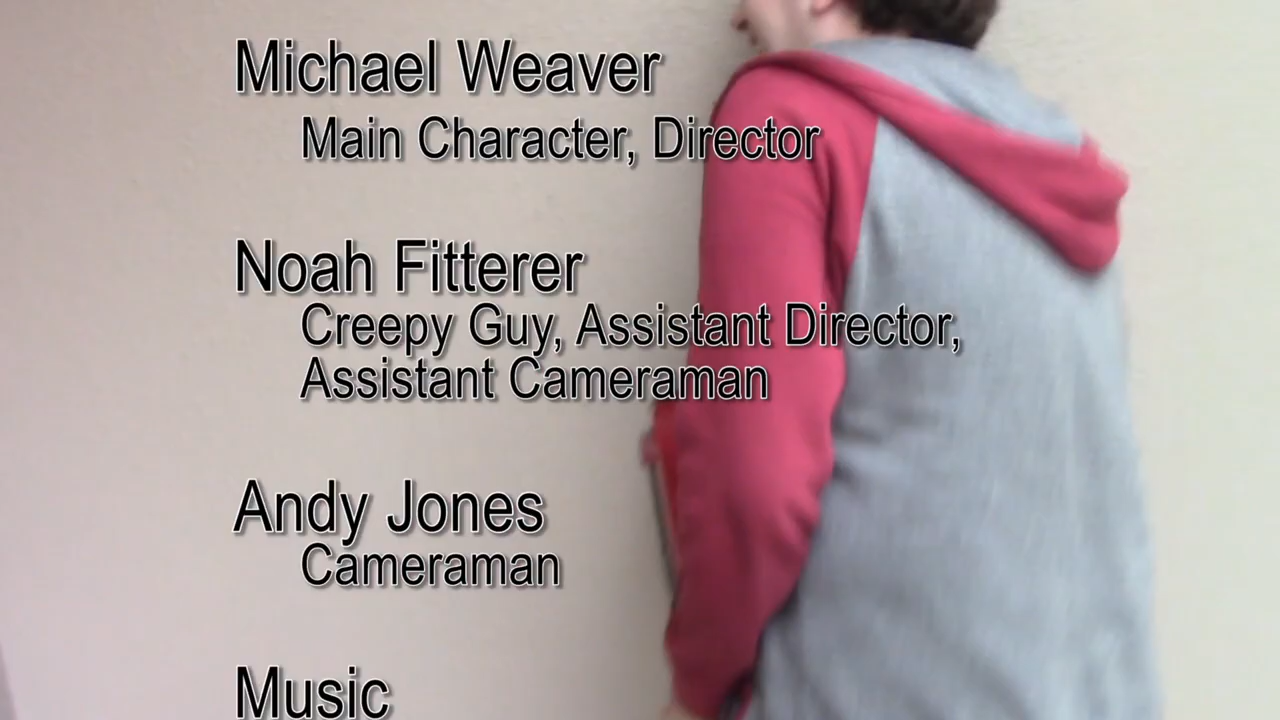 Michael Weaver
Main Character, Director
Noah Fitterer
Creepy Guy, Assistant Director,
Assistant Cameraman
Andy Jones
Cameraman
Music